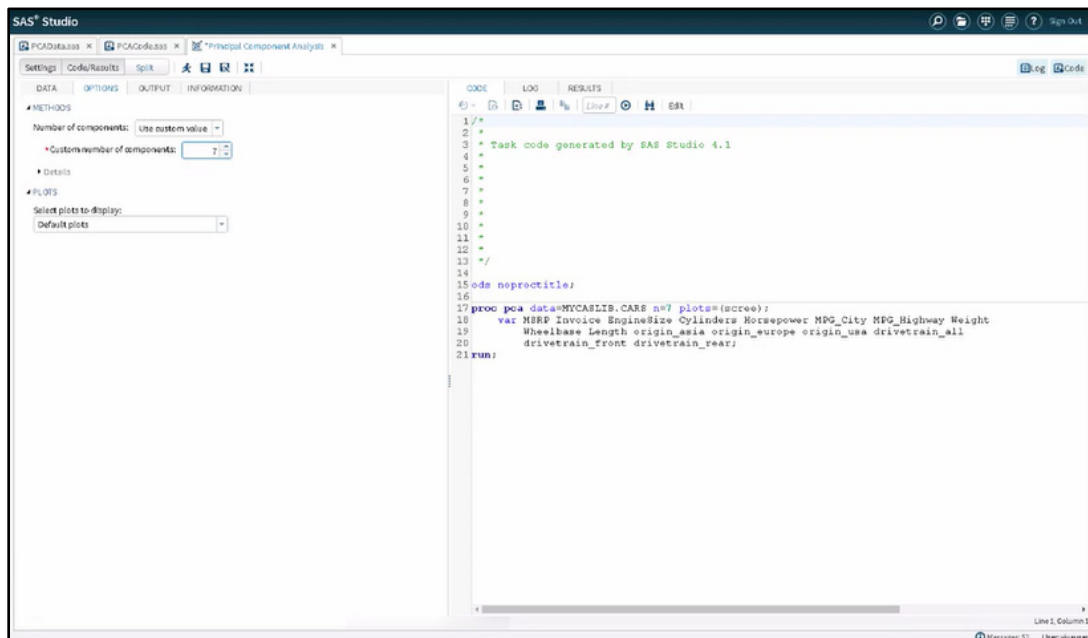 SAS® Studio
Sign Out
PCAData.sas × PCACode.sas × *Principal Component Analysis ×
Settings Code/Results Split
Log Code
DATA OPTIONS OUTPUT INFORMATION
METHODS
Number of components: Use custom value
*Custom number of components: 7
Details
PLOTS
Select plots to display:
Default plots
CODE LOG RESULTS
Line # Edit
1 /*
2 *
3 * Task code generated by SAS Studio 4.1
4 *
5 *
6 *
7 *
8 *
9 *
10 *
11 *
12 *
13 */
14
15 ods noproctitle;
16
17 proc pca data=MYCASLIB.CARS n=7 plots=(scree);
18 var MSRP Invoice EngineSize Cylinders Horsepower MPG_City MPG_Highway Weight
19 Wheelbase Length origin_asia origin_europe origin_usa drivetrain_all
20 drivetrain_front drivetrain_rear;
21 run;
Line 1, Column